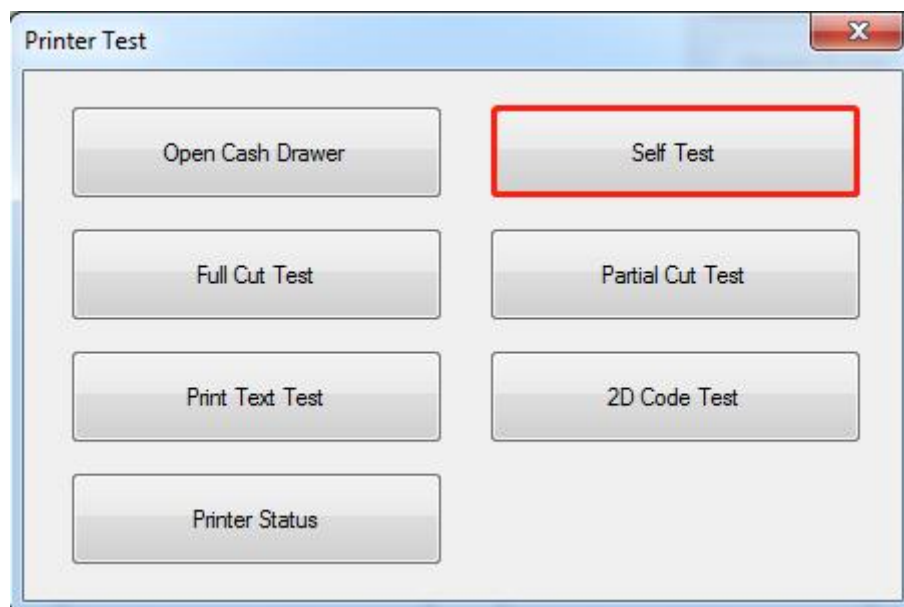 Printer Test
Open Cash Drawer
Self Test
Full Cut Test
Partial Cut Test
Print Text Test
2D Code Test
Printer Status